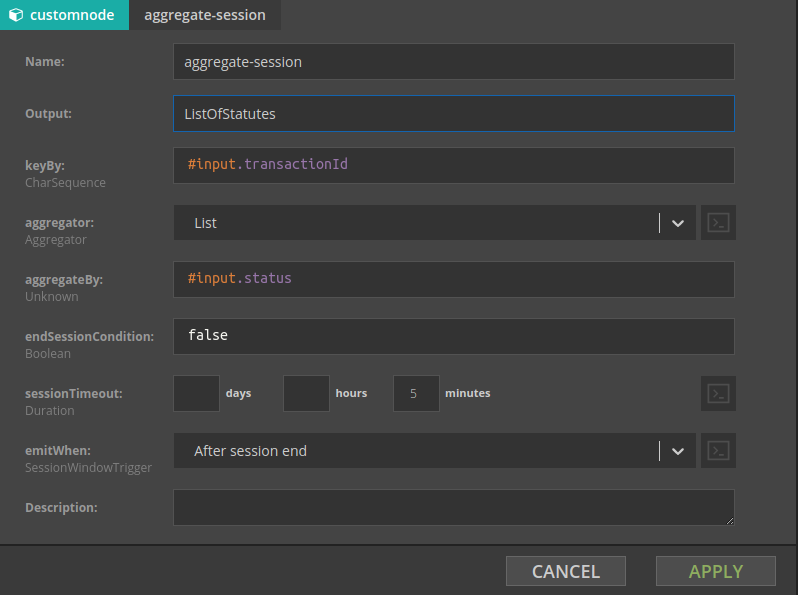 customnode aggregate-session
Name: aggregate-session
Output: ListOfStatutes
keyBy: #input.transactionId
CharSequence
aggregator: List
Aggregator
aggregateBy: #input.status
Unknown
endSessionCondition: false
Boolean
sessionTimeout: days hours 5 minutes
Duration
emitWhen: After session end
SessionWindowTrigger
Description:
CANCEL APPLY